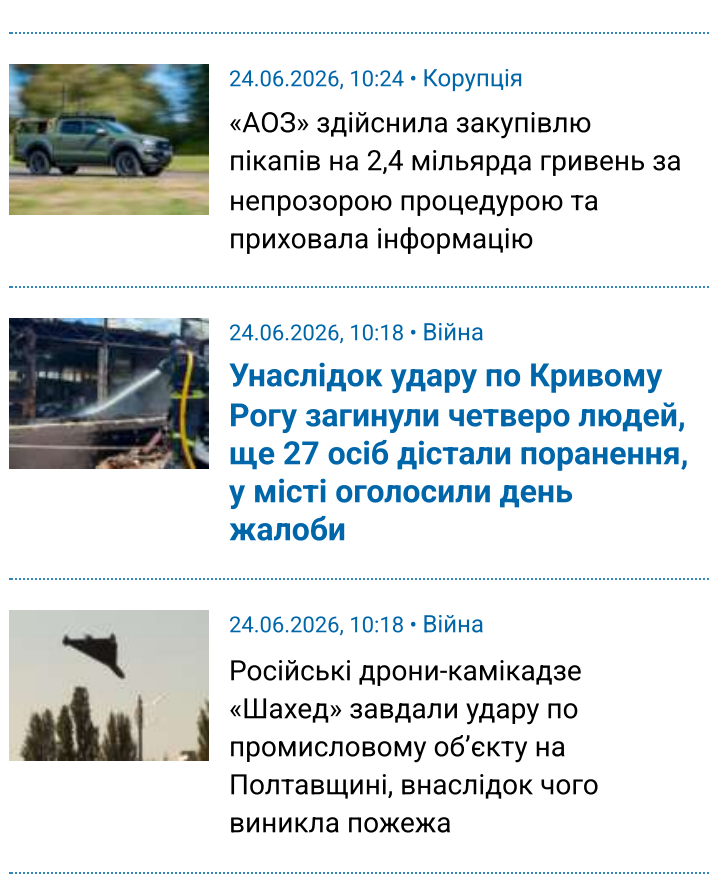 24.06.2026, 10:24 • Корупція
«АОЗ» здійснила закупівлю
пікапів на 2,4 мільярда гривень за
непрозорою процедурою та
приховала інформацію
24.06.2026, 10:18 • Війна
Унаслідок удару по Кривому
Рогу загинули четверо людей,
ще 27 осіб дістали поранення,
у місті оголосили день
жалоби
24.06.2026, 10:18 • Війна
Російські дрони-камікадзе
«Шахед» завдали удару по
промисловому об’єкту на
Полтавщині, внаслідок чого
виникла пожежа